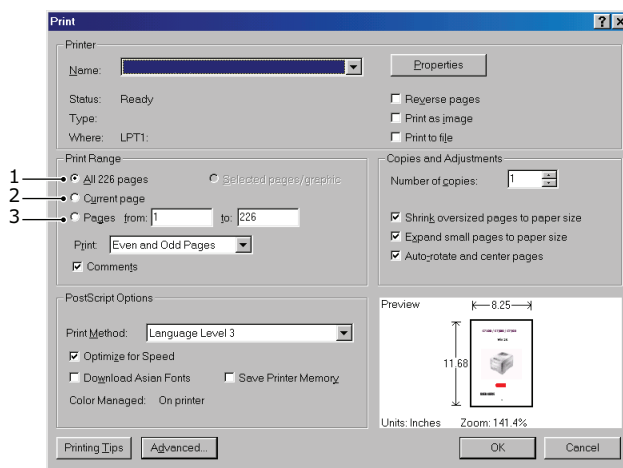 Print
Printer
Name:
Properties
Status: Ready
Type:
Where: LPT1:
Reverse pages
Print as image
Print to file
Print Range
1 All 226 pages Selected pages/graphic
2 Current page
3 Pages from: 1 to: 226
Print: Even and Odd Pages
Comments
Copies and Adjustments
Number of copies: 1
Shrink oversized pages to paper size
Expand small pages to paper size
Auto-rotate and center pages
PostScript Options
Print Method: Language Level 3
Optimize for Speed
Download Asian Fonts Save Printer Memory
Color Managed: On printer
Preview
8.25
11.68
Units: Inches Zoom: 141.4%
Printing Tips Advanced... OK Cancel